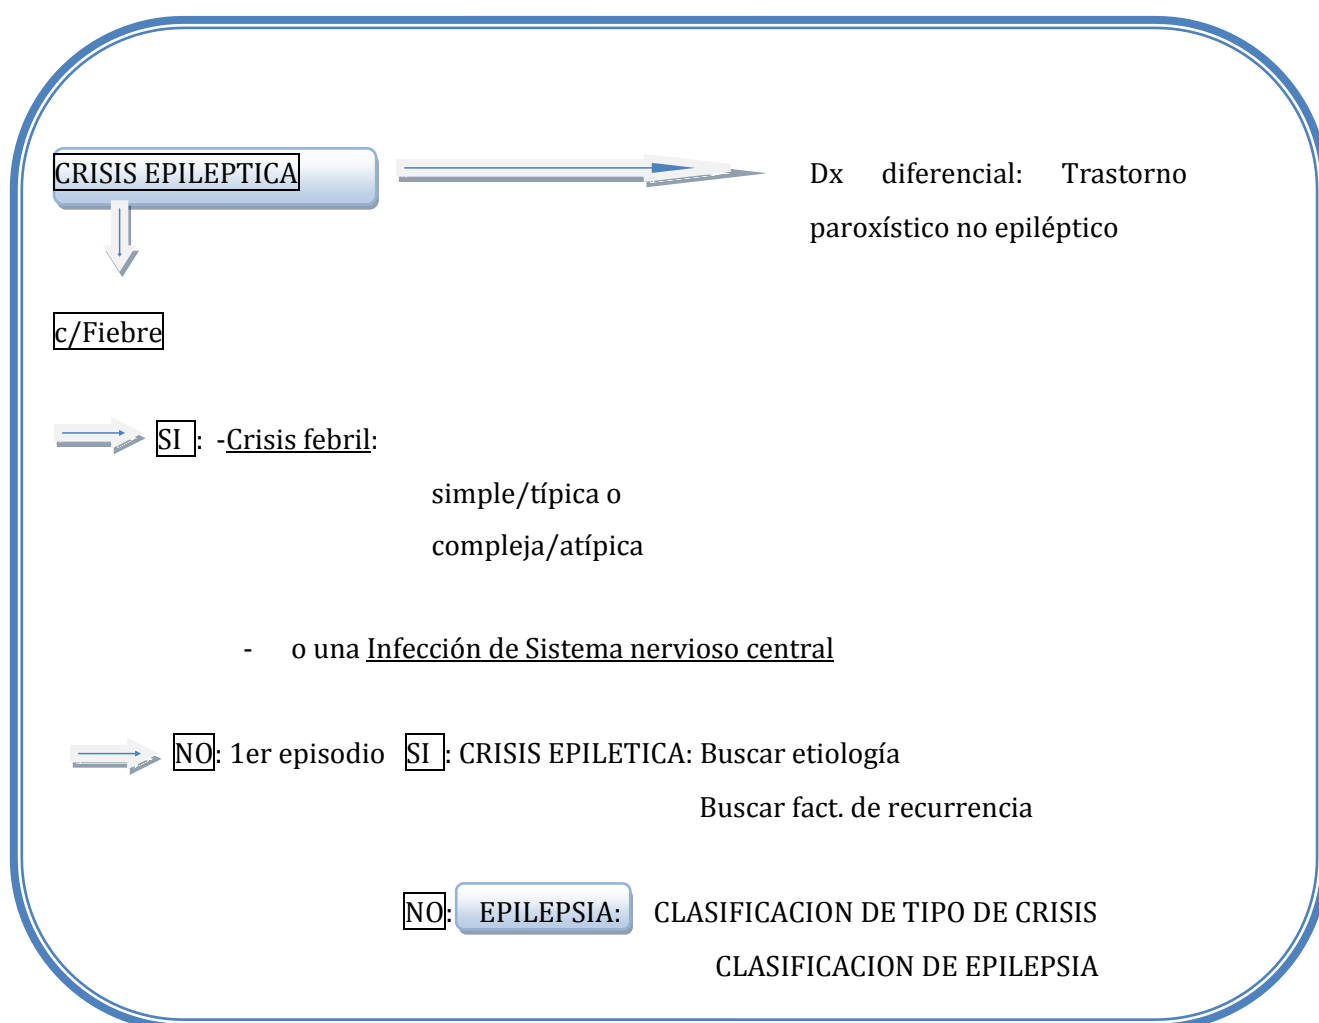 CRISIS EPILEPTICA
Dx diferencial: Trastorno
paroxístico no epiléptico
c/Fiebre
SI : -Crisis febril:
simple/típica o
compleja/atípica
- o una Infección de Sistema nervioso central
NO: 1er episodio SI : CRISIS EPILETICA: Buscar etiología
Buscar fact. de recurrencia
NO: EPILEPSIA: CLASIFICACION DE TIPO DE CRISIS
CLASIFICACION DE EPILEPSIA